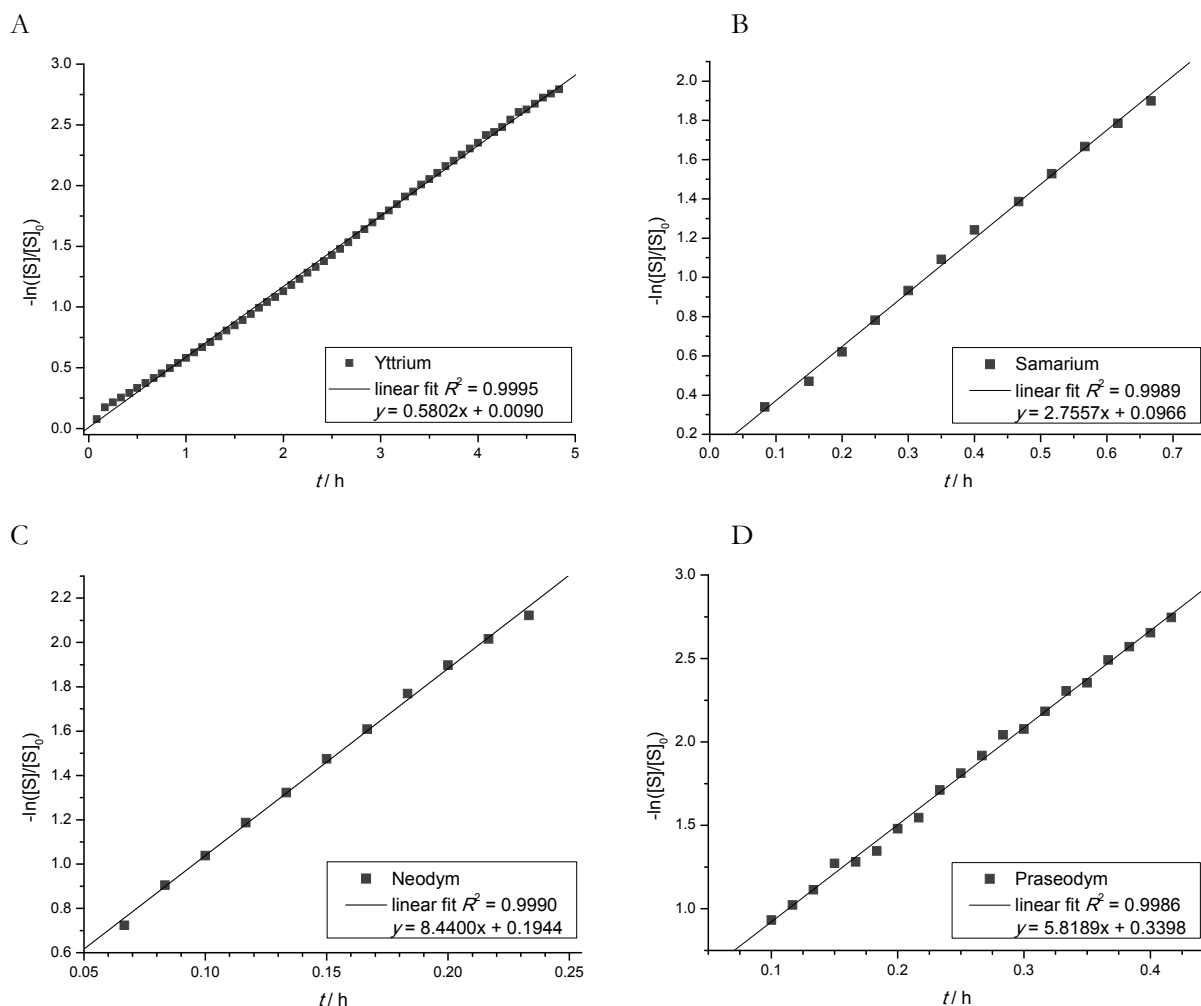 A
3.0
2.5
2.0
1.5
1.0
0.5
0.0
-ln([S]/[S]0)
0 1 2 3 4 5
t / h
Yttrium
linear fit R² = 0.9995
y = 0.5802x + 0.0090
B
2.0
1.8
1.6
1.4
1.2
1.0
0.8
0.6
0.4
0.2
-ln([S]/[S]0)
0.0 0.1 0.2 0.3 0.4 0.5 0.6 0.7
t / h
Samarium
linear fit R² = 0.9989
y = 2.7557x + 0.0966
C
2.2
2.0
1.8
1.6
1.4
1.2
1.0
0.8
0.6
-ln([S]/[S]0)
0.05 0.10 0.15 0.20 0.25
t / h
Neodym
linear fit R² = 0.9990
y = 8.4400x + 0.1944
D
3.0
2.5
2.0
1.5
1.0
-ln([S]/[S]0)
0.1 0.2 0.3 0.4
t / h
Praseodym
linear fit R² = 0.9986
y = 5.8189x + 0.3398